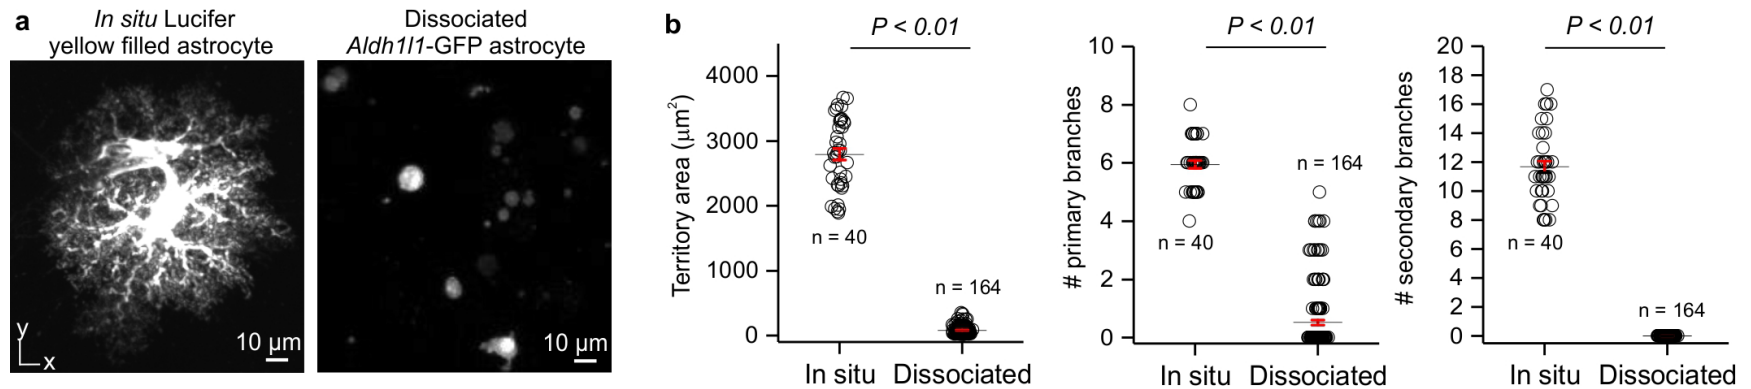 a
In situ Lucifer
yellow filled astrocyte
Dissociated
Aldh1l1-GFP astrocyte
y
x
10 µm
10 µm
b
P < 0.01
Territory area (µm²)
4000
3000
2000
1000
0
n = 40
n = 164
In situ
Dissociated
P < 0.01
# primary branches
10
8
6
4
2
0
n = 40
n = 164
In situ
Dissociated
P < 0.01
# secondary branches
20
18
16
14
12
10
8
6
4
2
0
n = 40
n = 164
In situ
Dissociated